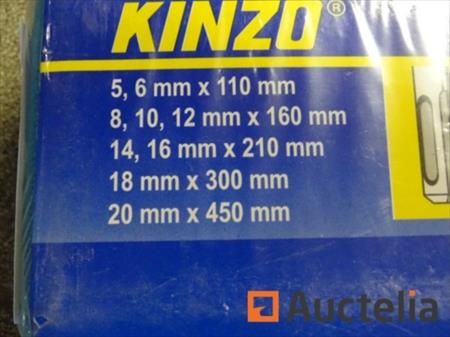 KINZO®
5, 6 mm x 110 mm
8, 10, 12 mm x 160 mm
14, 16 mm x 210 mm
18 mm x 300 mm
20 mm x 450 mm
Auctelia